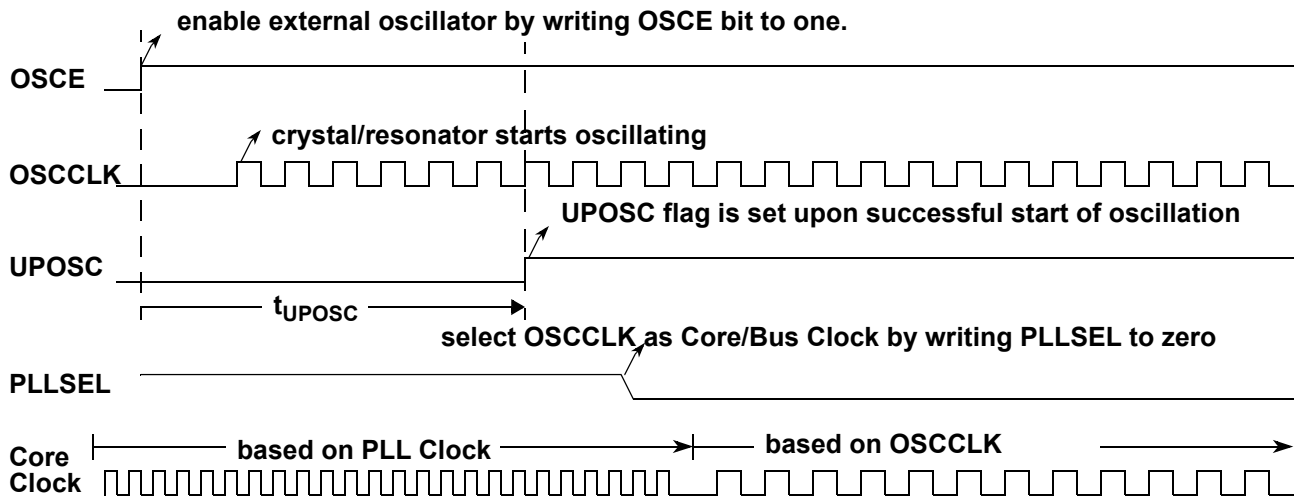 enable external oscillator by writing OSCE bit to one.
OSCE
crystal/resonator starts oscillating
OSCCLK
UPOSC flag is set upon successful start of oscillation
UPOSC
tUPOSC
select OSCCLK as Core/Bus Clock by writing PLLSEL to zero
PLLSEL
based on PLL Clock
based on OSCCLK
Core
Clock